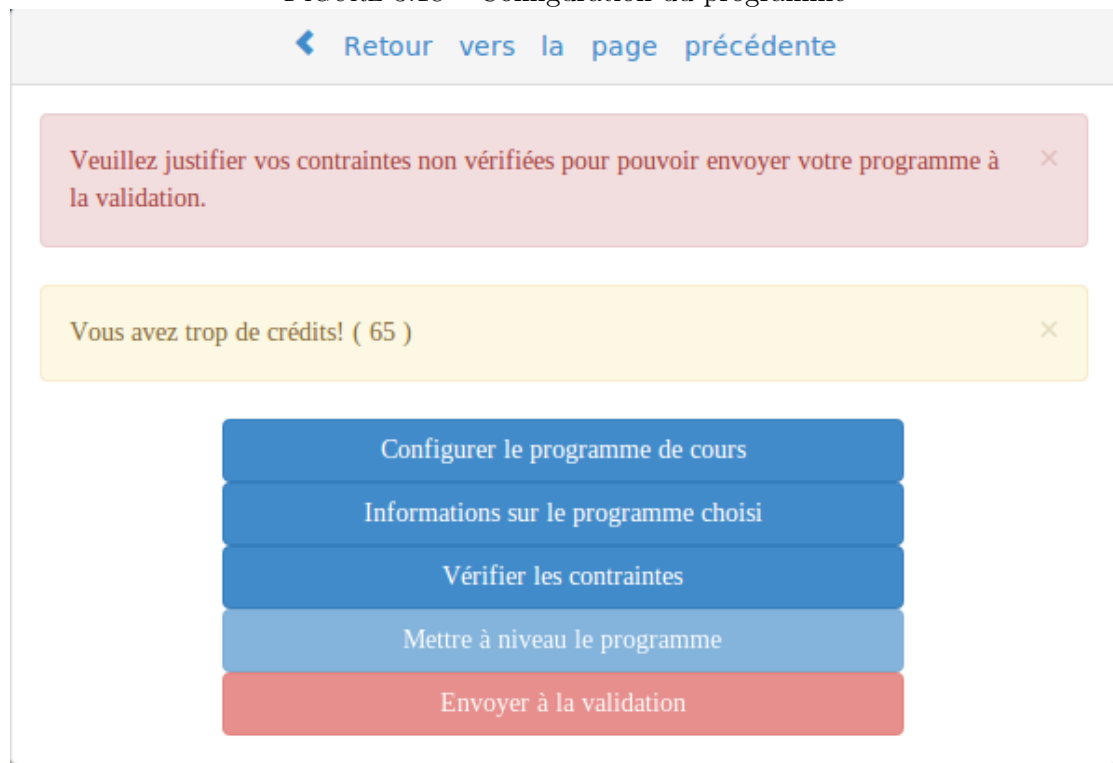 Retour vers la page précédente
Veuillez justifier vos contraintes non vérifiées pour pouvoir envoyer votre programme à
la validation.
×
Vous avez trop de crédits! ( 65 )
×
Configurer le programme de cours
Informations sur le programme choisi
Vérifier les contraintes
Mettre à niveau le programme
Envoyer à la validation